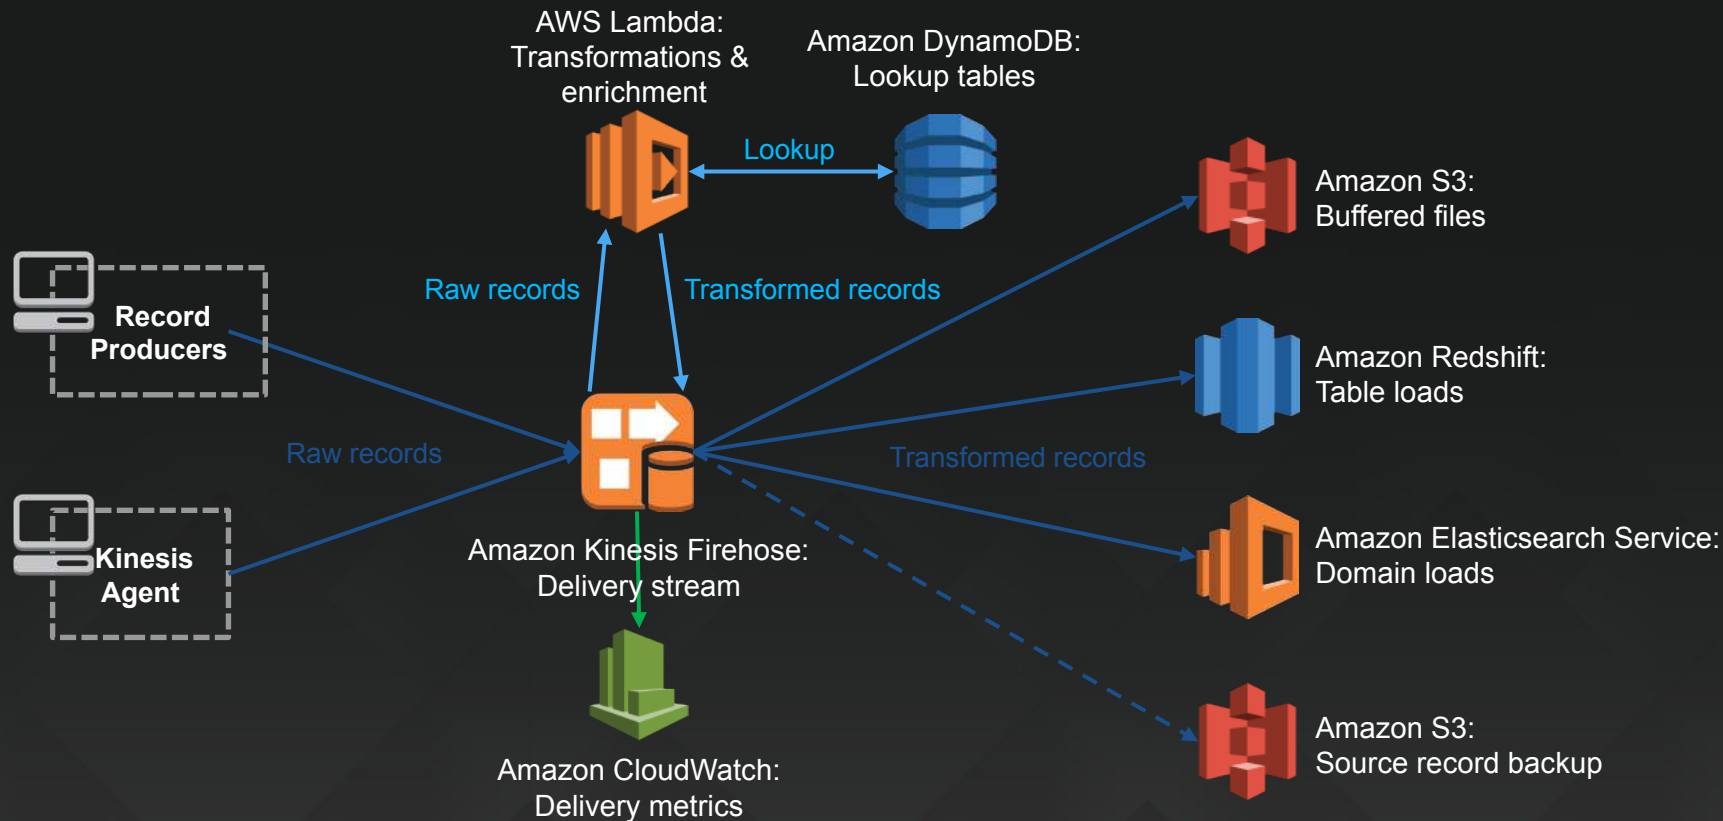 AWS Lambda:
Transformations &
enrichment
Amazon DynamoDB:
Lookup tables
Lookup
Amazon S3:
Buffered files
Raw records
Transformed records
Record
Producers
Amazon Redshift:
Table loads
Raw records
Transformed records
Kinesis
Agent
Amazon Kinesis Firehose:
Delivery stream
Amazon Elasticsearch Service:
Domain loads
Amazon S3:
Source record backup
Amazon CloudWatch:
Delivery metrics